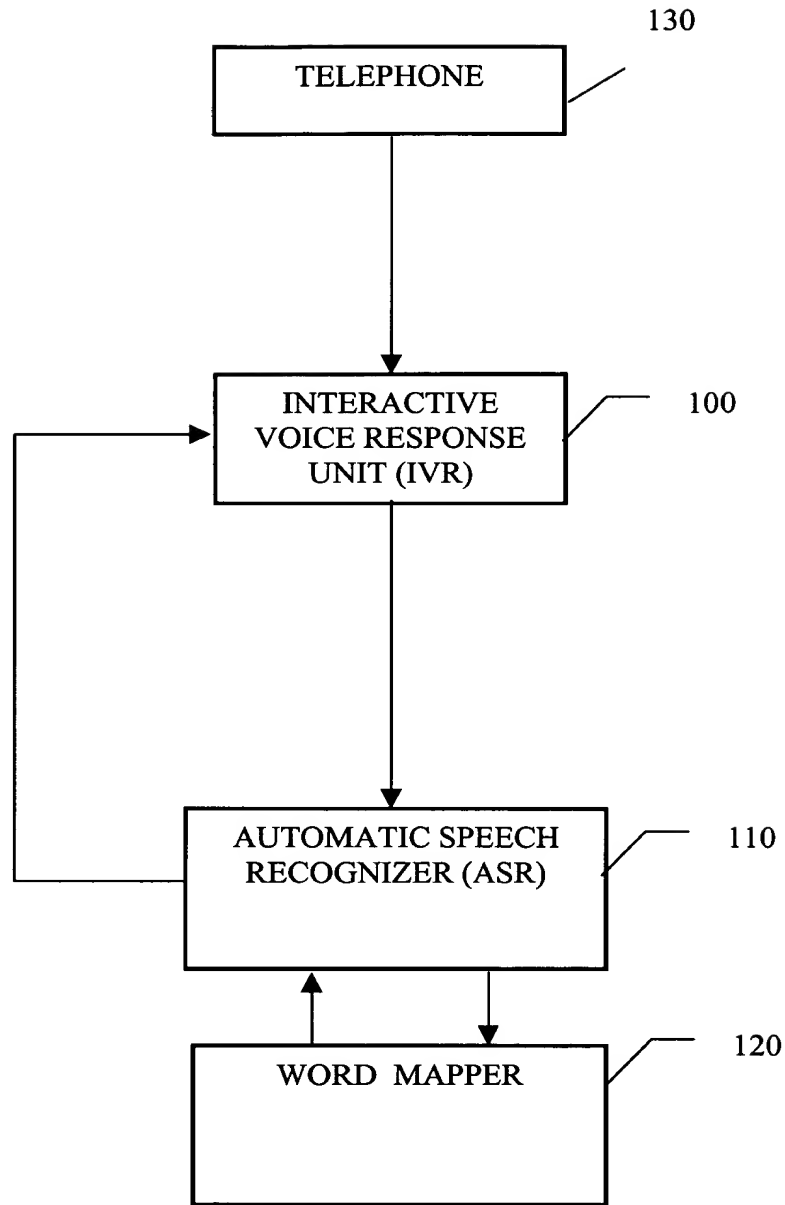 130
TELEPHONE
INTERACTIVE
VOICE RESPONSE
UNIT (IVR)
100
AUTOMATIC SPEECH
RECOGNIZER (ASR)
110
WORD MAPPER
120